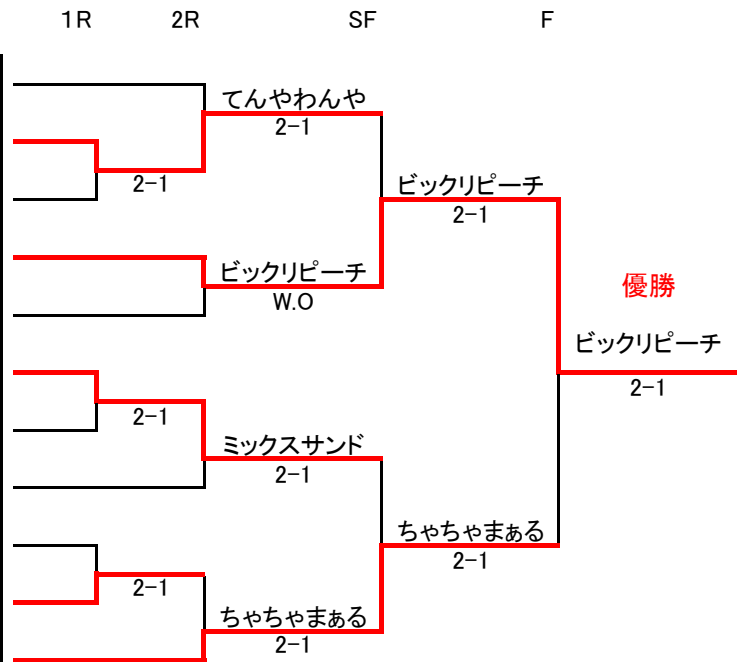 1R 2R SF F
てんやわんや
2-1
2-1
ビックリピーチ
2-1
ビックリピーチ
W.O
優勝
ビックリピーチ
2-1
2-1
ミックスサンド
2-1
ちゃちゃまぁる
2-1
2-1
ちゃちゃまぁる
2-1